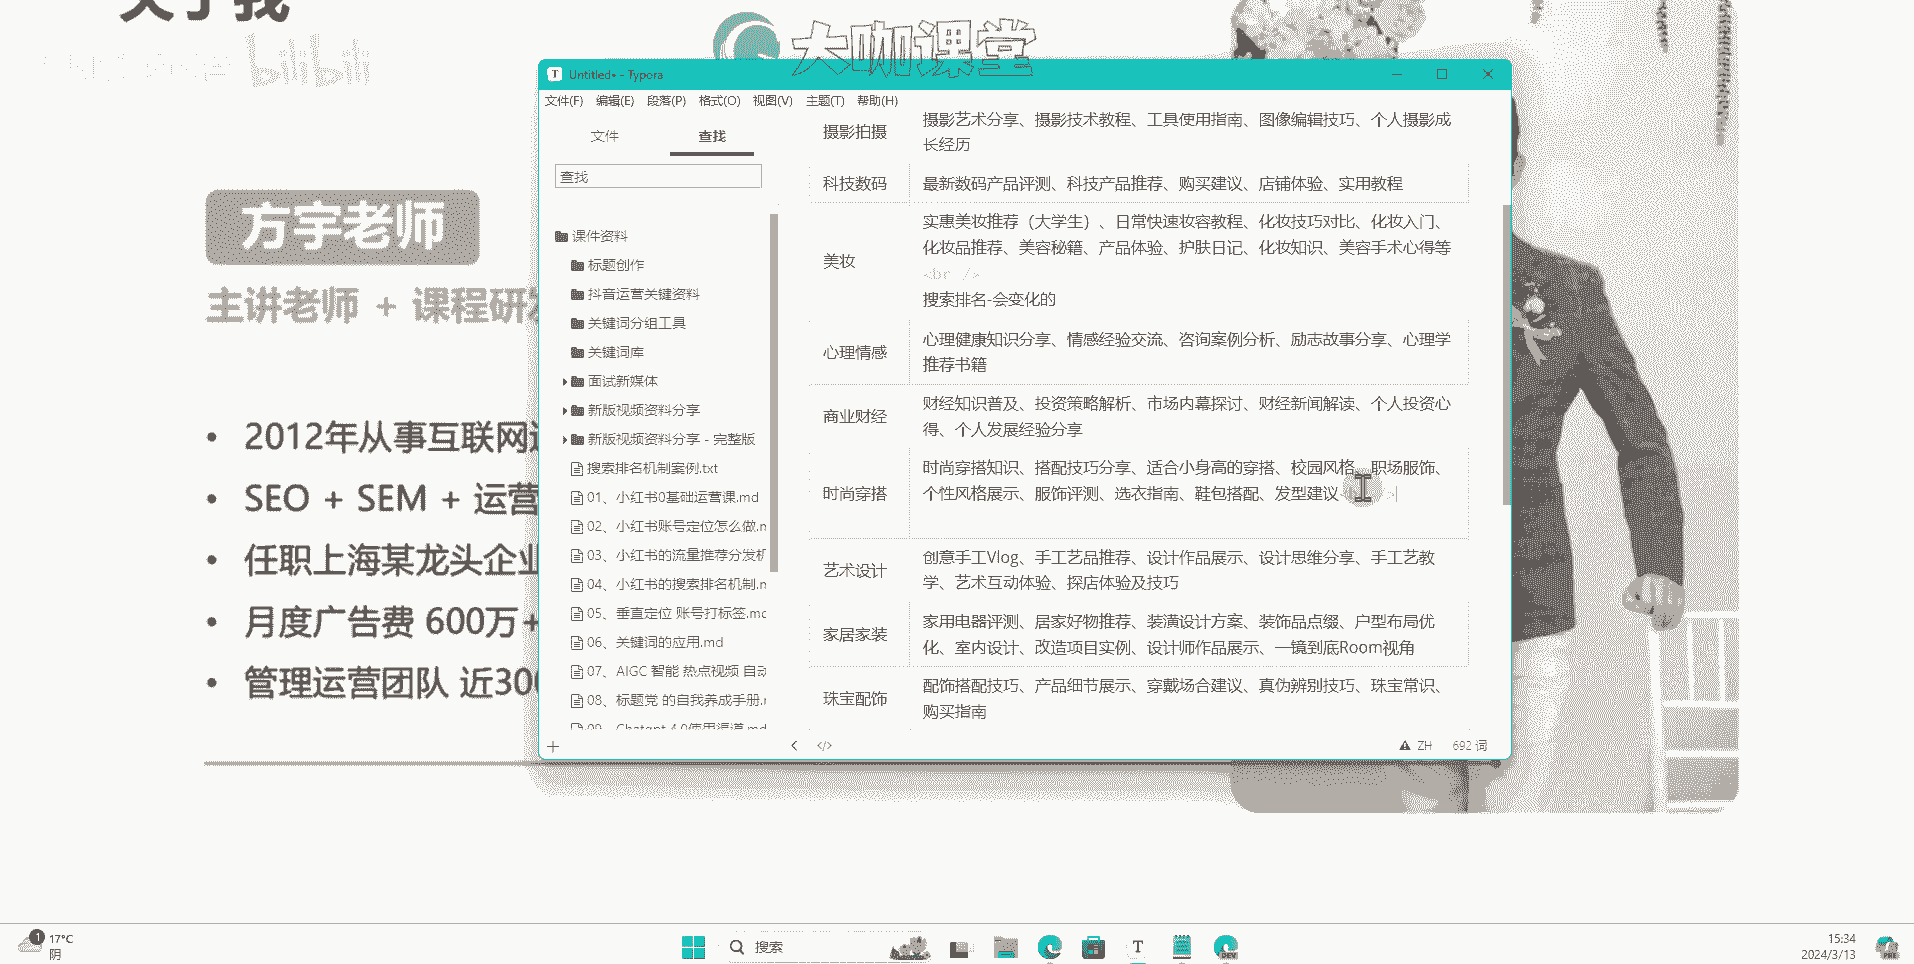 关于我
bilibili
大咖课堂
方宇老师
主讲老师 + 课程研发
2012年从事互联网
SEO + SEM + 运营
任职上海某龙头企业
月度广告费 600万+
管理运营团队 近300
Untitled• - Typora
文件(F) 编辑(E) 段落(P) 格式(O) 视图(V) 主题(T) 帮助(H)
文件 查找
查找
课件资料
标题创作
抖音运营关键资料
关键词分组工具
关键词库
面试新媒体
新版视频资料分享
新版视频资料分享 - 完整版
搜索排名机制案例.txt
01、小红书0基础运营课.md
02、小红书账号定位怎么做.m
03、小红书的流量推荐分发机
04、小红书的搜索排名机制.m
05、垂直定位 账号打标签.md
06、关键词的应用.md
07、AIGC 智能 热点视频 自动
08、标题党 的自我养成手册.m
09、Chatgpt 4.0使用渠道.md
摄影拍摄
摄影艺术分享、摄影技术教程、工具使用指南、图像编辑技巧、个人摄影成
长经历
科技数码
最新数码产品评测、科技产品推荐、购买建议、店铺体验、实用教程
美妆
实惠美妆推荐（大学生）、日常快速妆容教程、化妆技巧对比、化妆入门、
化妆品推荐、美容秘籍、产品体验、护肤日记、化妆知识、美容手术心得等
<br />
搜索排名-会变化的
心理情感
心理健康知识分享、情感经验交流、咨询案例分析、励志故事分享、心理学
推荐书籍
商业财经
财经知识普及、投资策略解析、市场内幕探讨、财经新闻解读、个人投资心
得、个人发展经验分享
时尚穿搭
时尚穿搭知识、搭配技巧分享、适合小身高的穿搭、校园风格、职场服饰、
个性风格展示、服饰评测、选衣指南、鞋包搭配、发型建议
艺术设计
创意手工Vlog、手工艺品推荐、设计作品展示、设计思维分享、手工艺教
学、艺术互动体验、探店体验及技巧
家居家装
家用电器评测、居家好物推荐、装潢设计方案、装饰品点缀、户型布局优
化、室内设计、改造项目实例、设计师作品展示、一镜到底Room视角
珠宝配饰
配饰搭配技巧、产品细节展示、穿戴场合建议、真伪辨别技巧、珠宝常识、
购买指南
ZH 692 词
1
17°C
阴
搜索
T
DEV
15:34
2024/3/13
PRE